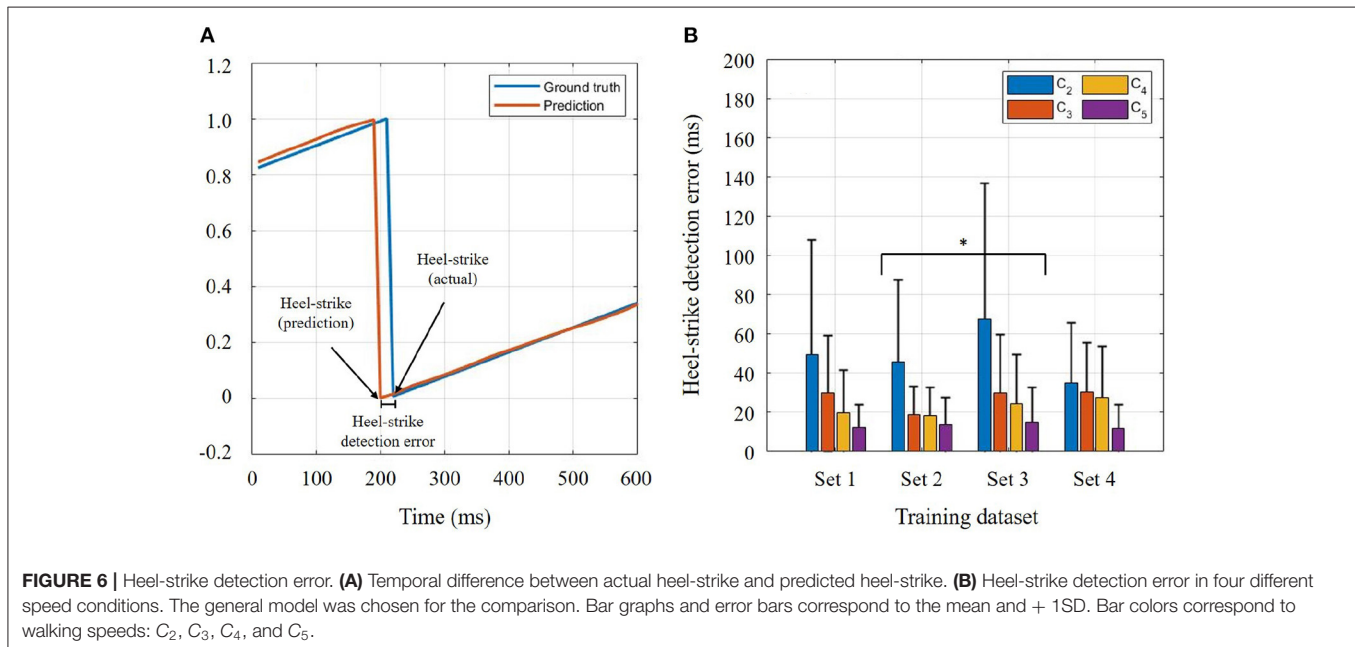 A
1.2
1.0
0.8
0.6
0.4
0.2
0
-0.2
0
100
200
300
400
500
600
Time (ms)
Ground truth
Prediction
Heel-strike
(actual)
Heel-strike
(prediction)
Heel-strike
detection error
B
200
180
160
140
120
100
80
60
40
20
0
Heel-strike detection error (ms)
C2 C4
C3 C5
*
Set 1 Set 2 Set 3 Set 4
Training dataset
FIGURE 6 | Heel-strike detection error. (A) Temporal difference between actual heel-strike and predicted heel-strike. (B) Heel-strike detection error in four different
speed conditions. The general model was chosen for the comparison. Bar graphs and error bars correspond to the mean and + 1SD. Bar colors correspond to
walking speeds: C2, C3, C4, and C5.